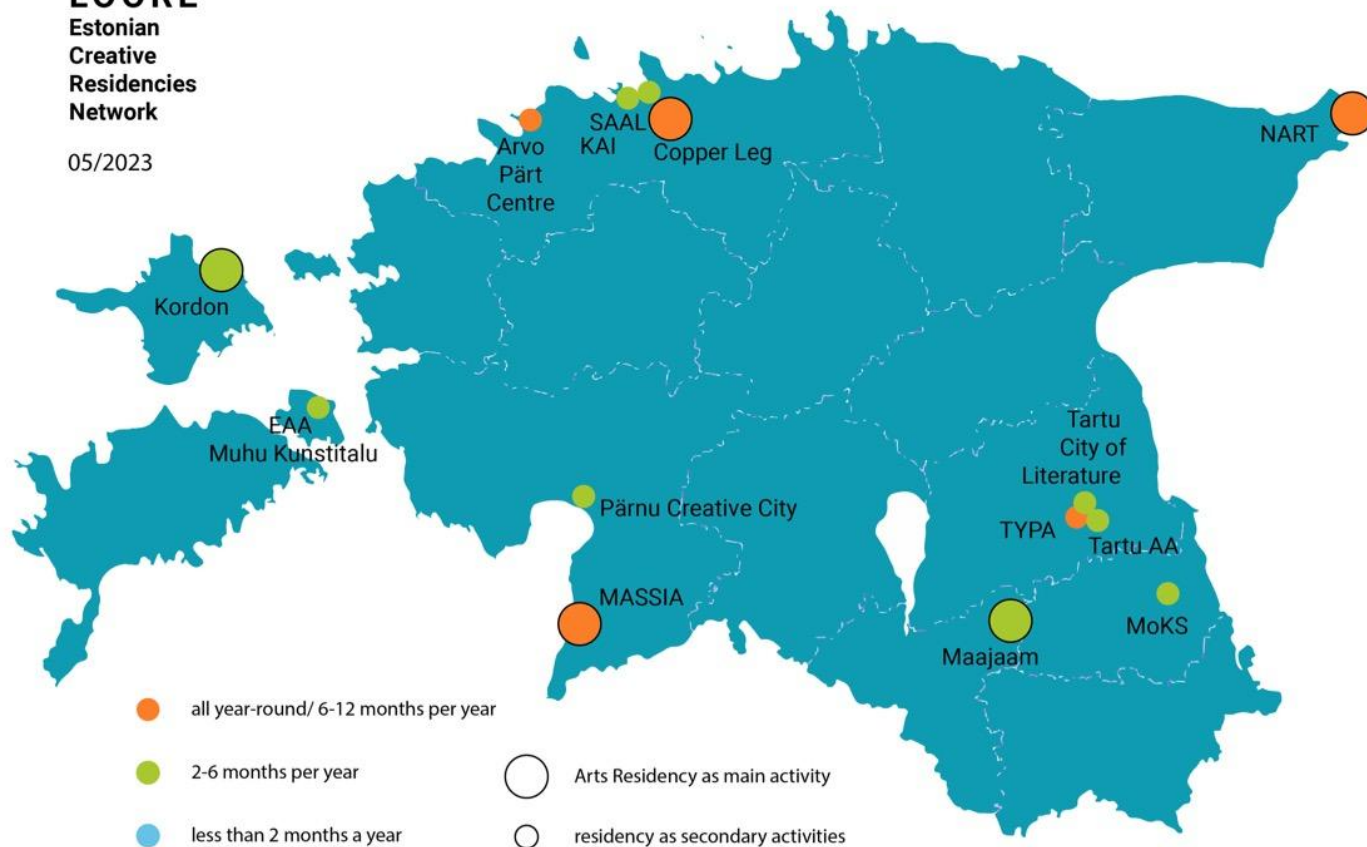 Estonian
Creative
Residencies
Network
05/2023
SAAL
KAI
Copper Leg
Arvo
Pärt
Centre
NART
Kordon
EAA
Muhu Kunstitalu
Pärnu Creative City
Tartu
City of
Literature
TYPA
Tartu AA
MASSIA
MoKS
Maajaam
all year-round/ 6-12 months per year
2-6 months per year
Arts Residency as main activity
less than 2 months a year
residency as secondary activities